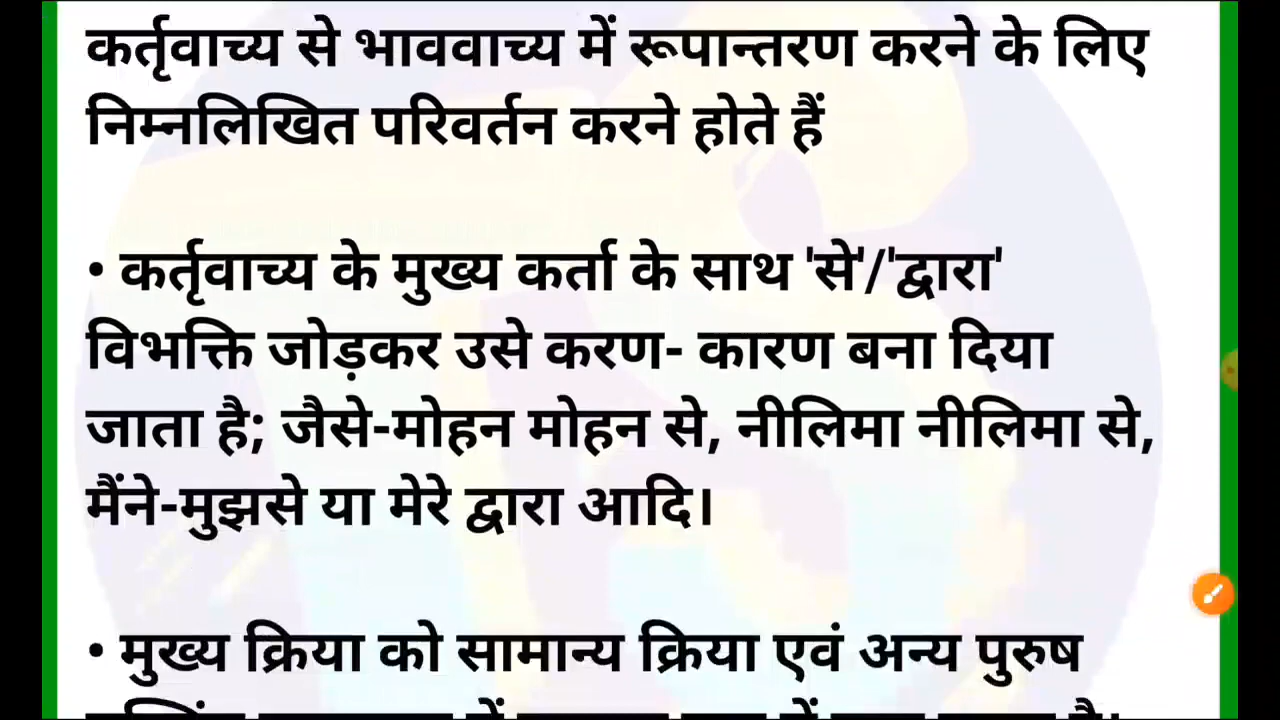 कर्तृवाच्य से भाववाच्य में रूपान्तरण करने के लिए
निम्नलिखित परिवर्तन करने होते हैं
• कर्तृवाच्य के मुख्य कर्ता के साथ 'से'/'द्वारा'
विभक्ति जोड़कर उसे करण- कारण बना दिया
जाता है; जैसे-मोहन मोहन से, नीलिमा नीलिमा से,
मैंने-मुझसे या मेरे द्वारा आदि।
• मुख्य क्रिया को सामान्य क्रिया एवं अन्य पुरुष